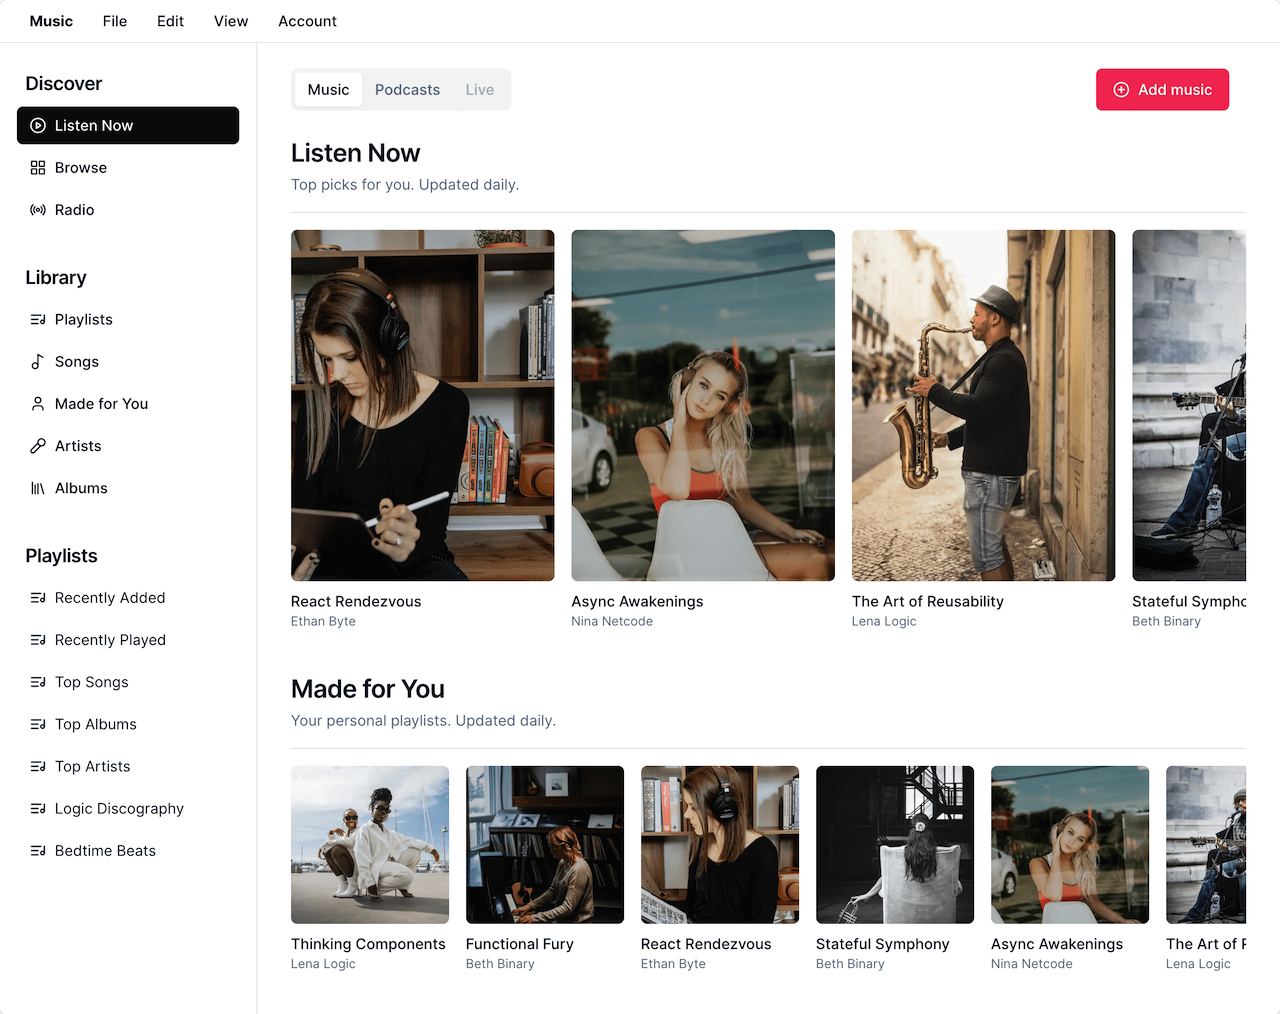 Music File Edit View Account
Discover
Listen Now
Browse
Radio
Library
Playlists
Songs
Made for You
Artists
Albums
Playlists
Recently Added
Recently Played
Top Songs
Top Albums
Top Artists
Logic Discography
Bedtime Beats
Music Podcasts Live
Add music
Listen Now
Top picks for you. Updated daily.
React Rendezvous
Ethan Byte
Async Awakenings
Nina Netcode
The Art of Reusability
Lena Logic
Stateful Sympho
Beth Binary
Made for You
Your personal playlists. Updated daily.
Thinking Components
Lena Logic
Functional Fury
Beth Binary
React Rendezvous
Ethan Byte
Stateful Symphony
Beth Binary
Async Awakenings
Nina Netcode
The Art of
Lena Logic